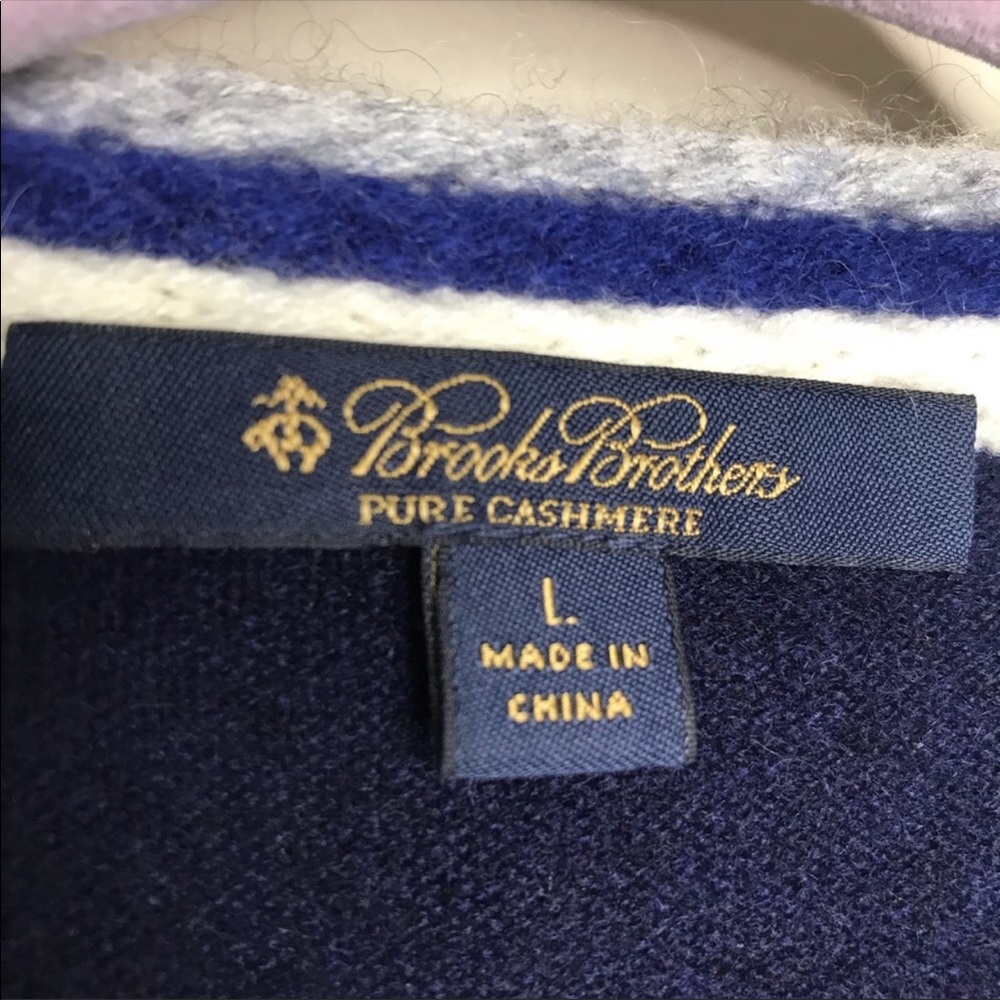 Brooks Brothers
PURE CASHMERE
L.
MADE IN
CHINA